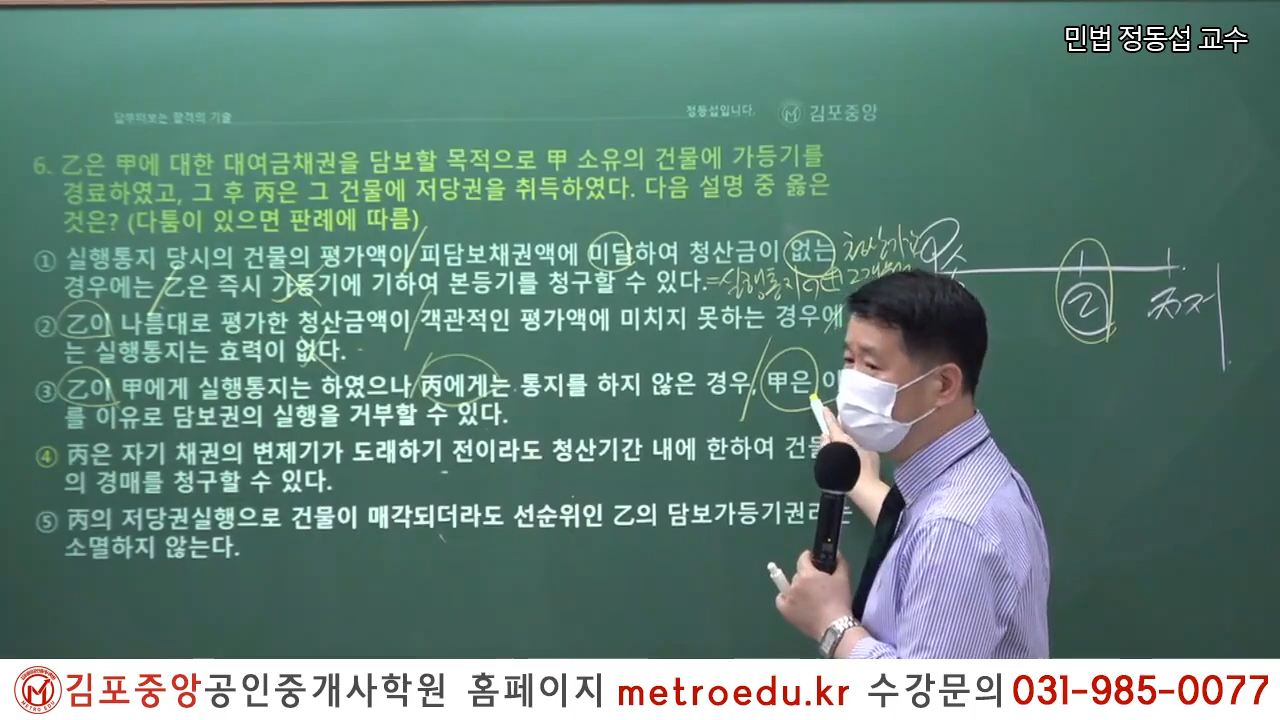 민법 정동섭 교수
답부터보는 합격의 기술
정동섭입니다.
김포중앙
6. 乙은 甲에 대한 대여금채권을 담보할 목적으로 甲 소유의 건물에 가등기를
경료하였고, 그 후 丙은 그 건물에 저당권을 취득하였다. 다음 설명 중 옳은
것은? (다툼이 있으면 판례에 따름)
① 실행통지 당시의 건물의 평가액이 피담보채권액에 미달하여 청산금이 없는
경우에는 乙은 즉시 가등기에 기하여 본등기를 청구할 수 있다.
=실행통지
② 乙이 나름대로 평가한 청산금액이 객관적인 평가액에 미치지 못하는 경우에
는 실행통지는 효력이 없다.
③ 乙이 甲에게 실행통지는 하였으나 丙에게는 통지를 하지 않은 경우, 甲은 이
를 이유로 담보권의 실행을 거부할 수 있다.
④ 丙은 자기 채권의 변제기가 도래하기 전이라도 청산기간 내에 한하여 건물
의 경매를 청구할 수 있다.
⑤ 丙의 저당권실행으로 건물이 매각되더라도 선순위인 乙의 담보가등기권리는
소멸하지 않는다.
乙
丙저
METRO EDU
김포중앙공인중개사학원 홈페이지 metroedu.kr 수강문의 031-985-0077